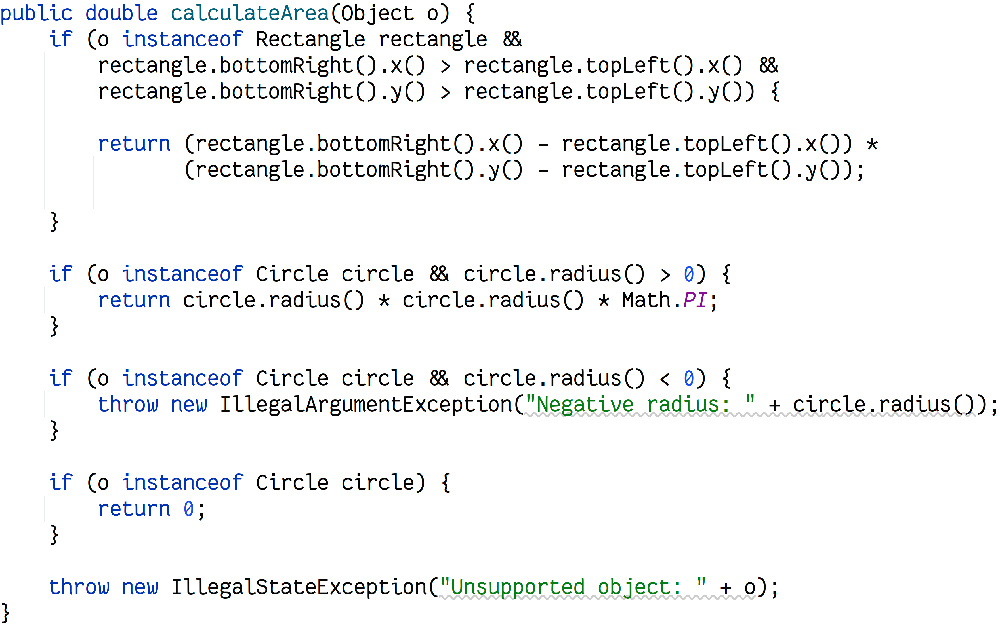 public double calculateArea(Object o) {
    if (o instanceof Rectangle rectangle &&
        rectangle.bottomRight().x() > rectangle.topLeft().x() &&
        rectangle.bottomRight().y() > rectangle.topLeft().y()) {

        return (rectangle.bottomRight().x() - rectangle.topLeft().x()) *
               (rectangle.bottomRight().y() - rectangle.topLeft().y());

    }

    if (o instanceof Circle circle && circle.radius() > 0) {
        return circle.radius() * circle.radius() * Math.PI;
    }

    if (o instanceof Circle circle && circle.radius() < 0) {
        throw new IllegalArgumentException("Negative radius: " + circle.radius());
    }

    if (o instanceof Circle circle) {
        return 0;
    }

    throw new IllegalStateException("Unsupported object: " + o);
}